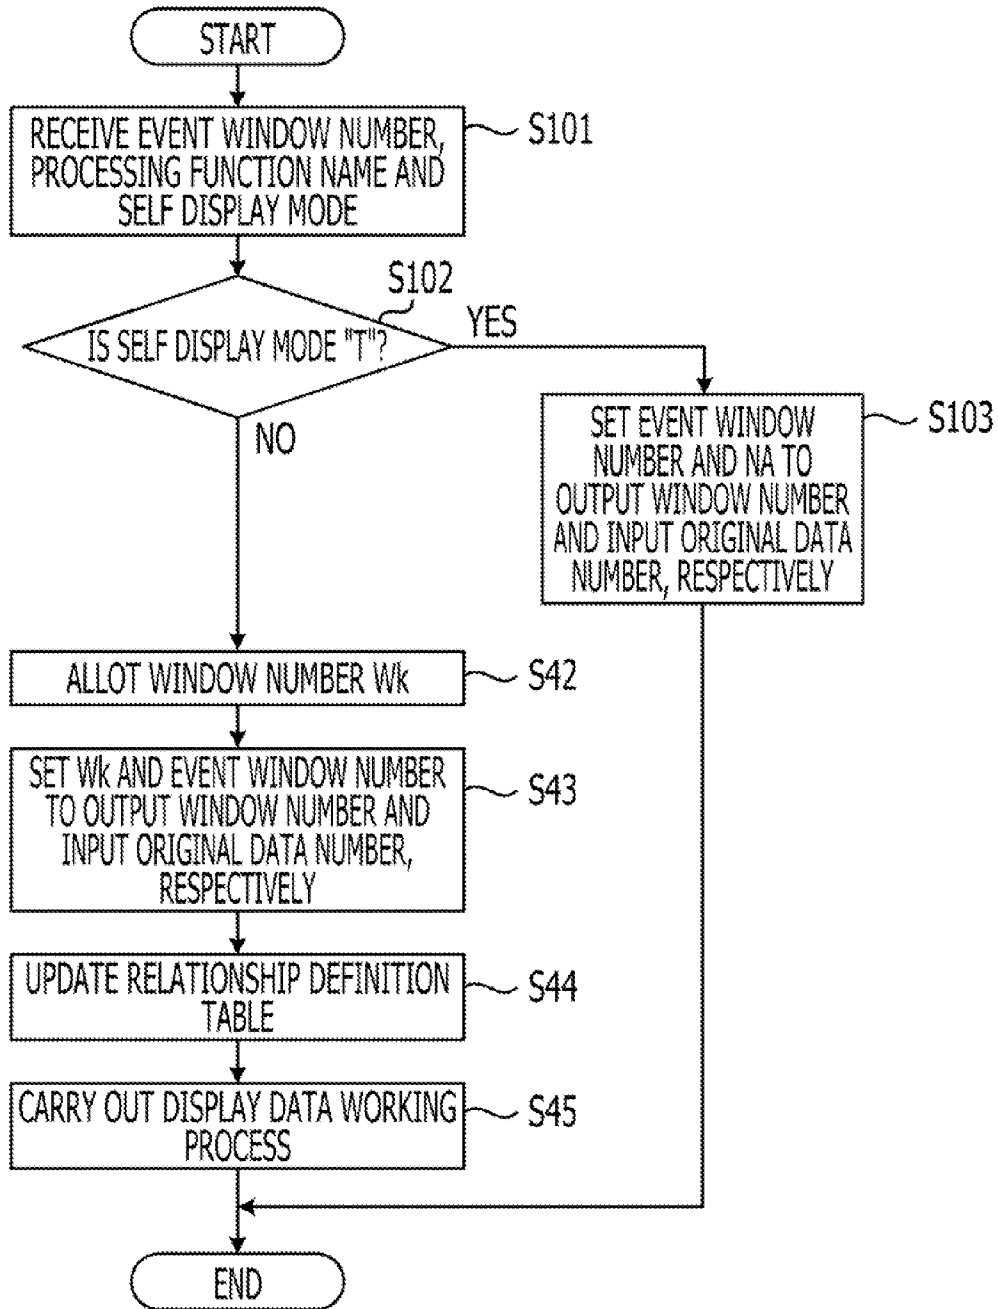 START
RECEIVE EVENT WINDOW NUMBER,
PROCESSING FUNCTION NAME AND
SELF DISPLAY MODE
S101
S102
IS SELF DISPLAY MODE "T"?
YES
NO
SET EVENT WINDOW
NUMBER AND NA TO
OUTPUT WINDOW NUMBER
AND INPUT ORIGINAL DATA
NUMBER, RESPECTIVELY
S103
ALLOT WINDOW NUMBER Wk
S42
SET Wk AND EVENT WINDOW NUMBER
TO OUTPUT WINDOW NUMBER AND
INPUT ORIGINAL DATA NUMBER,
RESPECTIVELY
S43
UPDATE RELATIONSHIP DEFINITION
TABLE
S44
CARRY OUT DISPLAY DATA WORKING
PROCESS
S45
END